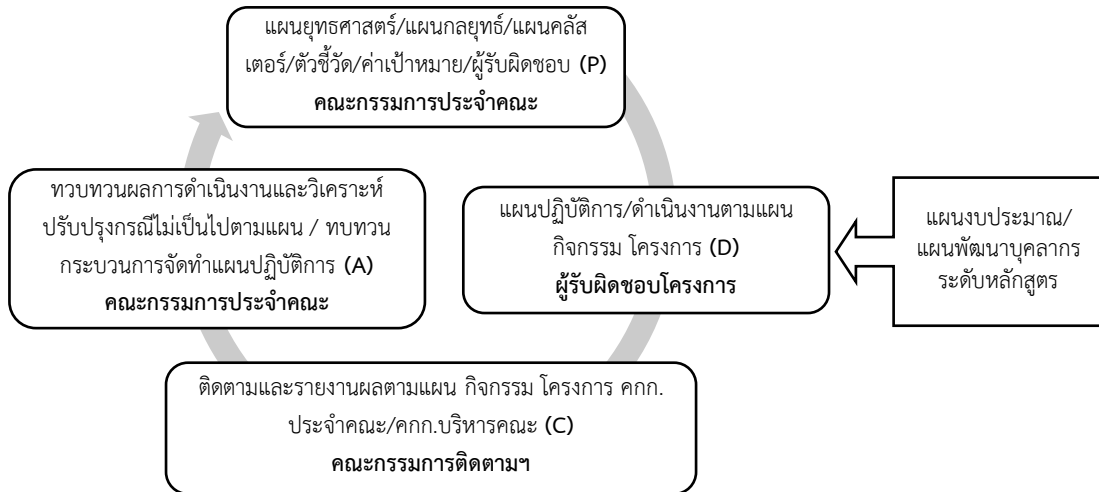 แผนยุทธศาสตร์/แผนกลยุทธ์/แผนคลัส
เตอร์/ตัวชี้วัด/ค่าเป้าหมาย/ผู้รับผิดชอบ (P)
คณะกรรมการประจำคณะ
แผนปฏิบัติการ/ดำเนินงานตามแผน
กิจกรรม โครงการ (D)
ผู้รับผิดชอบโครงการ
แผนงบประมาณ/
แผนพัฒนาบุคลากร
ระดับหลักสูตร
ติดตามและรายงานผลตามแผน กิจกรรม โครงการ คกก.
ประจำคณะ/คกก.บริหารคณะ (C)
คณะกรรมการติดตามฯ
ทวบทวนผลการดำเนินงานและวิเคราะห์
ปรับปรุงกรณีไม่เป็นไปตามแผน / ทบทวน
กระบวนการจัดทำแผนปฏิบัติการ (A)
คณะกรรมการประจำคณะ